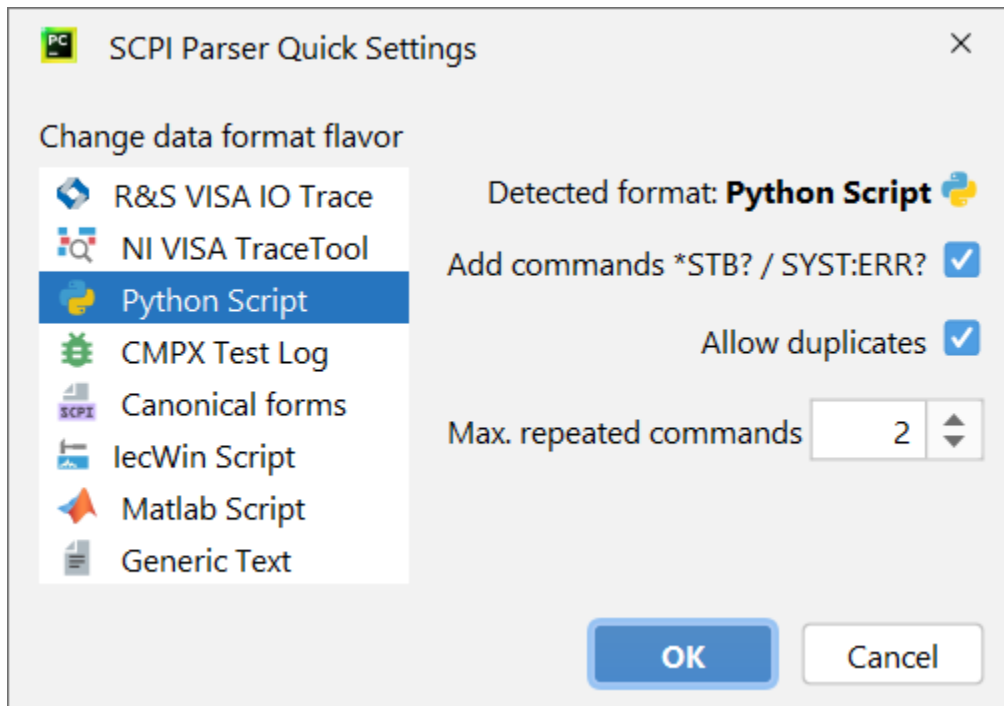 PC
SCPI Parser Quick Settings
Change data format flavor
R&S VISA IO Trace
NI VISA TraceTool
Python Script
CMPX Test Log
SCPI
Canonical forms
IecWin Script
Matlab Script
Generic Text
Detected format: Python Script
Add commands *STB? / SYST:ERR?
Allow duplicates
Max. repeated commands 2
OK
Cancel